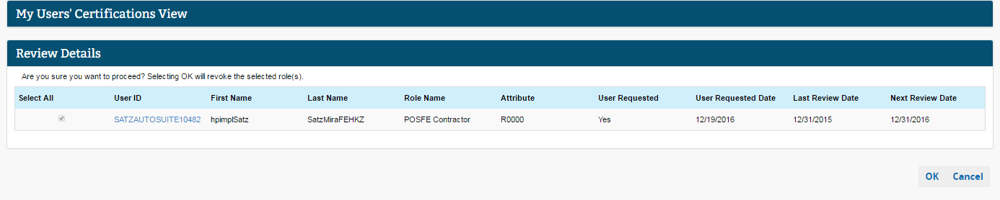 My Users' Certifications View
Review Details
Are you sure you want to proceed? Selecting OK will revoke the selected role(s).
Select All User ID First Name Last Name Role Name Attribute User Requested User Requested Date Last Review Date Next Review Date
SATZAUTOSUITE10482 hpimplSatz SatzMiraFEHKZ POSFE Contractor R0000 Yes 12/19/2016 12/31/2015 12/31/2016
OK Cancel